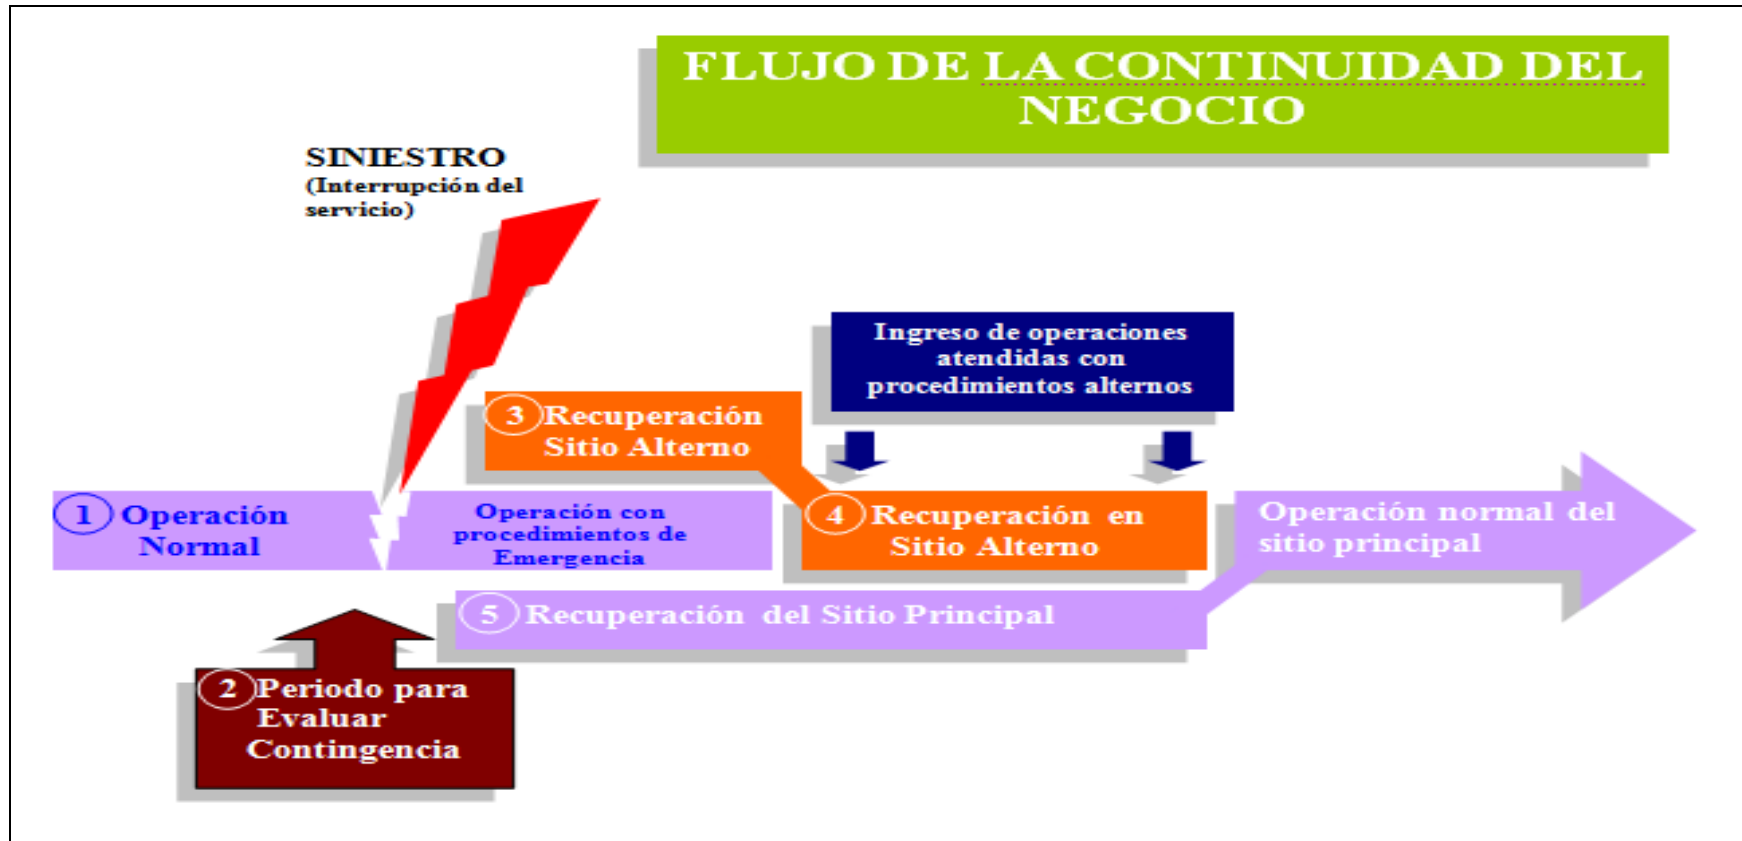 FLUJO DE LA CONTINUIDAD DEL
NEGOCIO
SINIESTRO
(Interrupción del
servicio)
Ingreso de operaciones
atendidas con
procedimientos alternos
3 Recuperación
Sitio Alterno
1 Operación
Normal
Operación con
procedimientos de
Emergencia
4 Recuperación en
Sitio Alterno
Operación normal del
sitio principal
5 Recuperación del Sitio Principal
2 Periodo para
Evaluar
Contingencia